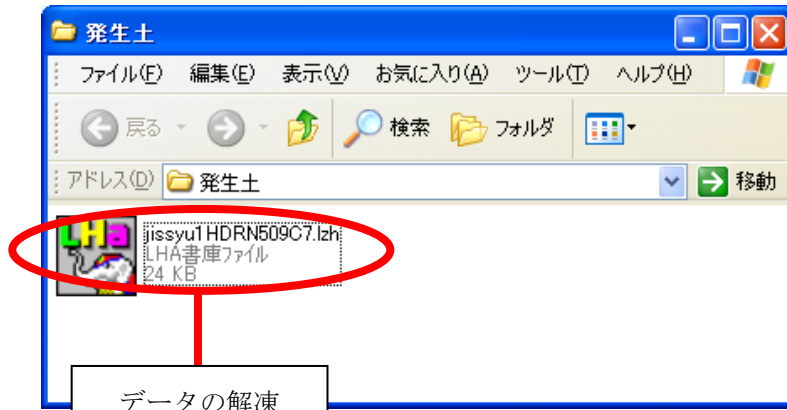 発生土
ファイル(F) 編集(E) 表示(V) お気に入り(A) ツール(T) ヘルプ(H)
戻る 検索 フォルダ
アドレス(D) 発生土 移動
LHa
jissyu1HDRN509C7.lzh
LHA書庫ファイル
24 KB
データの解凍